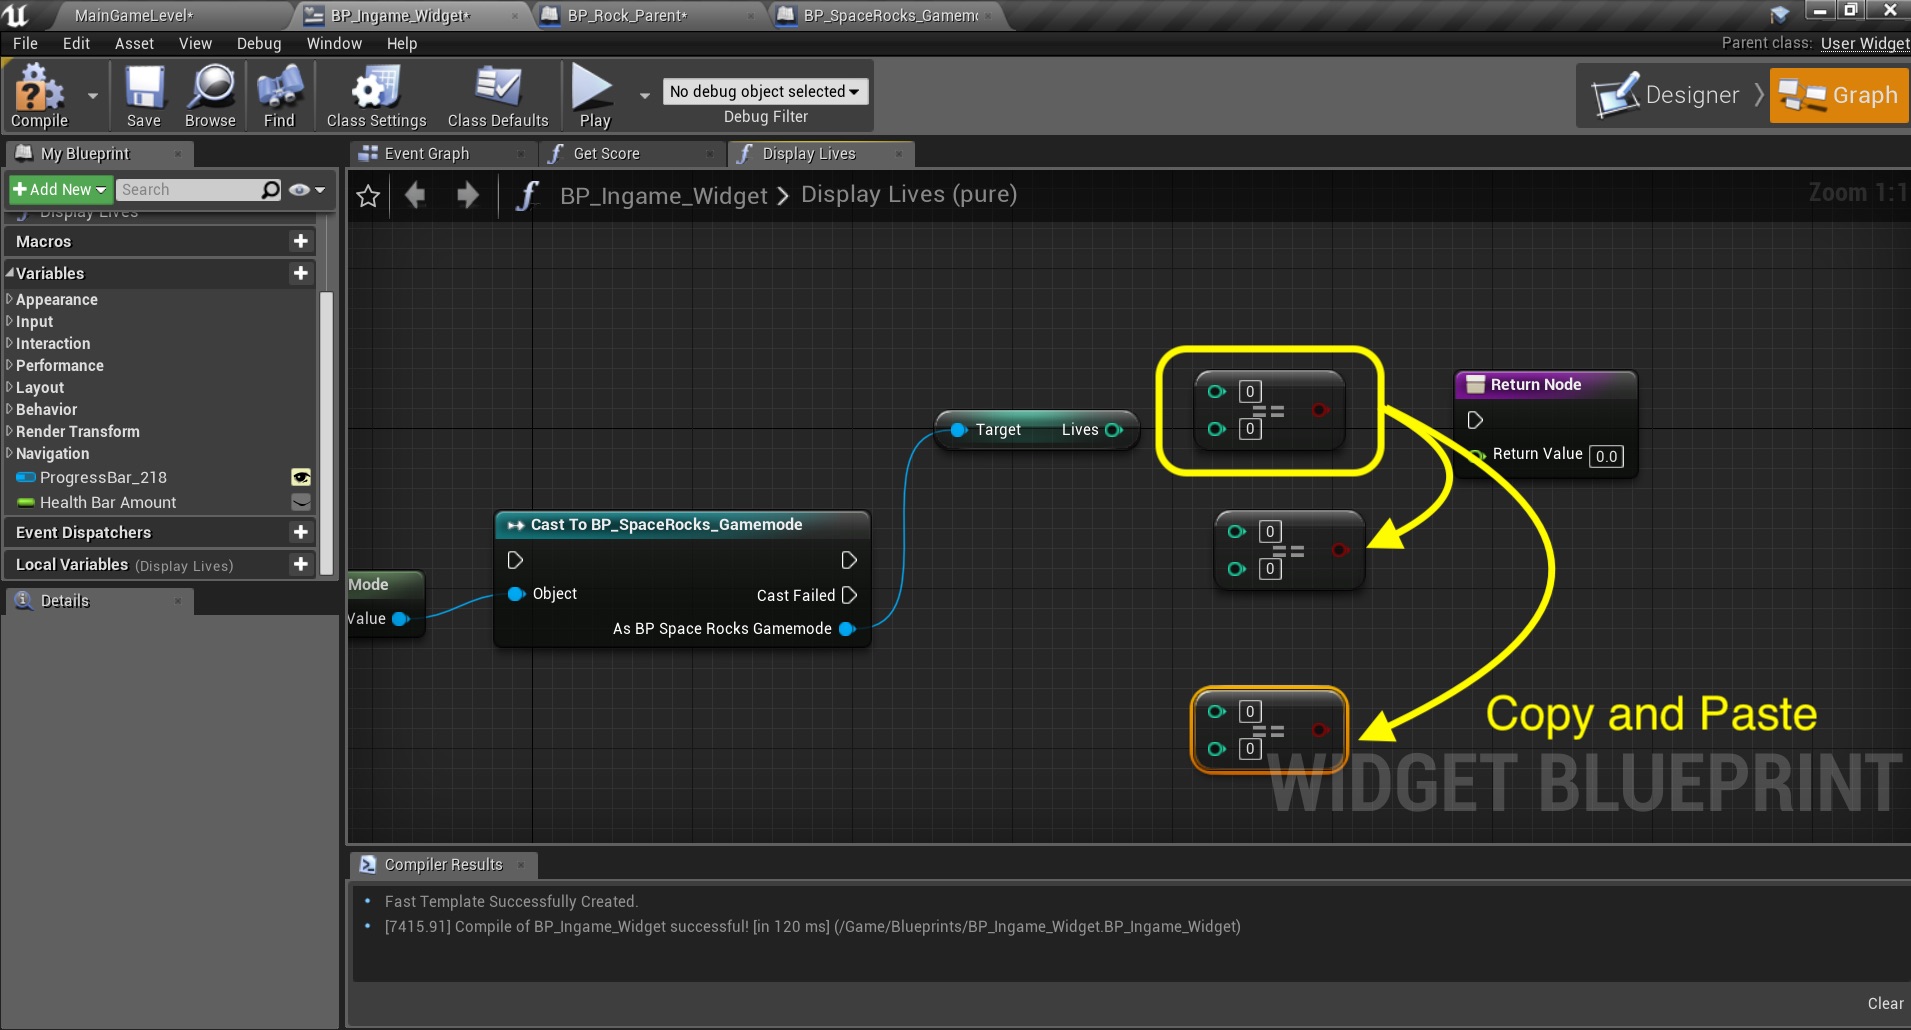 MainGameLevel*
BP_Ingame_Widget*
BP_Rock_Parent*
BP_SpaceRocks_Gamem
File Edit Asset View Debug Window Help
Parent class: User Widget
Compile
Save
Browse
Find
Class Settings
Class Defaults
Play
No debug object selected
Debug Filter
Designer
Graph
My Blueprint
Event Graph
Get Score
Display Lives
+ Add New
Search
BP_Ingame_Widget > Display Lives (pure)
Zoom 1:1
Display Lives
Macros
Variables
Appearance
Input
Interaction
Performance
Layout
Behavior
Render Transform
Navigation
ProgressBar_218
Health Bar Amount
Event Dispatchers
Local Variables (Display Lives)
Details
Mode
Value
Cast To BP_SpaceRocks_Gamemode
Object
Cast Failed
As BP Space Rocks Gamemode
Target Lives
0
==
0
0
==
0
0
==
0
Return Node
Return Value 0.0
Copy and Paste
WIDGET BLUEPRINT
Compiler Results
• Fast Template Successfully Created.
• [7415.91] Compile of BP_Ingame_Widget successful! [in 120 ms] (/Game/Blueprints/BP_Ingame_Widget.BP_Ingame_Widget)
Clear